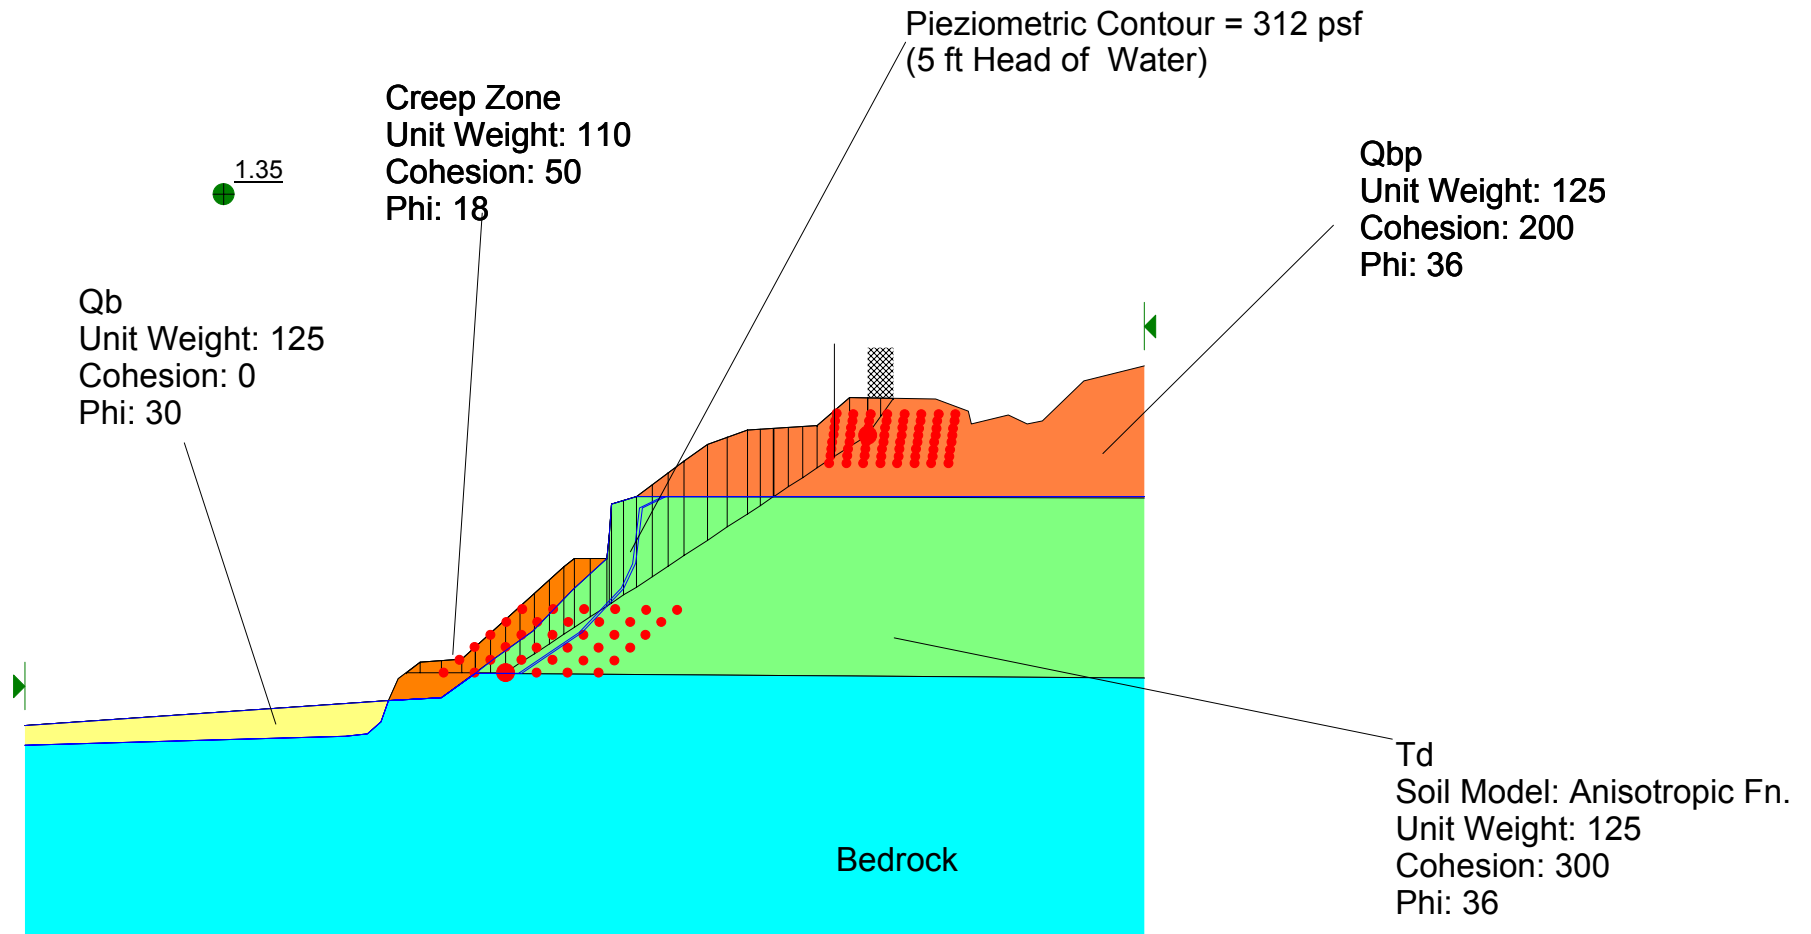 Pieziometric Contour = 312 psf
(5 ft Head of Water)
Creep Zone
Unit Weight: 110
Cohesion: 50
Phi: 18
1.35
Qbp
Unit Weight: 125
Cohesion: 200
Phi: 36
Qb
Unit Weight: 125
Cohesion: 0
Phi: 30
Td
Soil Model: Anisotropic Fn.
Unit Weight: 125
Cohesion: 300
Phi: 36
Bedrock